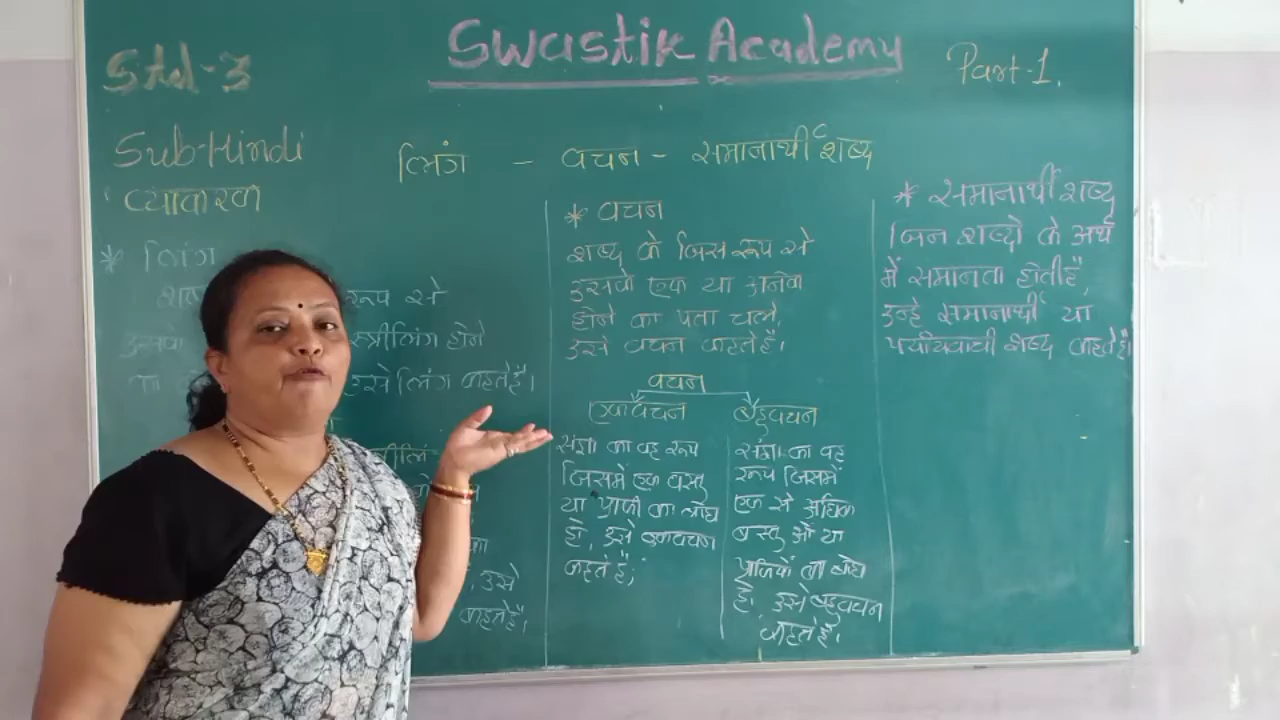 Swastik Academy
Std-3
Part-1.
Sub-Hindi
व्याकरण
लिंग - वचन - समानार्थी शब्द
* लिंग
रूप से
स्त्रीलिंग होने
उसे लिंग कहते हैं।
उसे
कहते हैं।
* वचन
शब्द के जिस रूप से
उसके एक या अनेक
होने का पता चले,
उसे वचन कहते हैं।
वचन
एकवचन
संज्ञा का वह रूप
जिसमें एक वस्तु
या प्राणी का बोध
हो, उसे एकवचन
कहते हैं;
बहुवचन
संज्ञा का वह
रूप जिसमें
एक से अधिक
वस्तु ओ या
प्राणियों का बोध
हो, उसे बहुवचन
कहते हैं।
* समानार्थी शब्द
जिन शब्दो के अर्थ
में समानता होती है,
उन्हे समानार्थी या
पर्यायवाची शब्द कहते है।